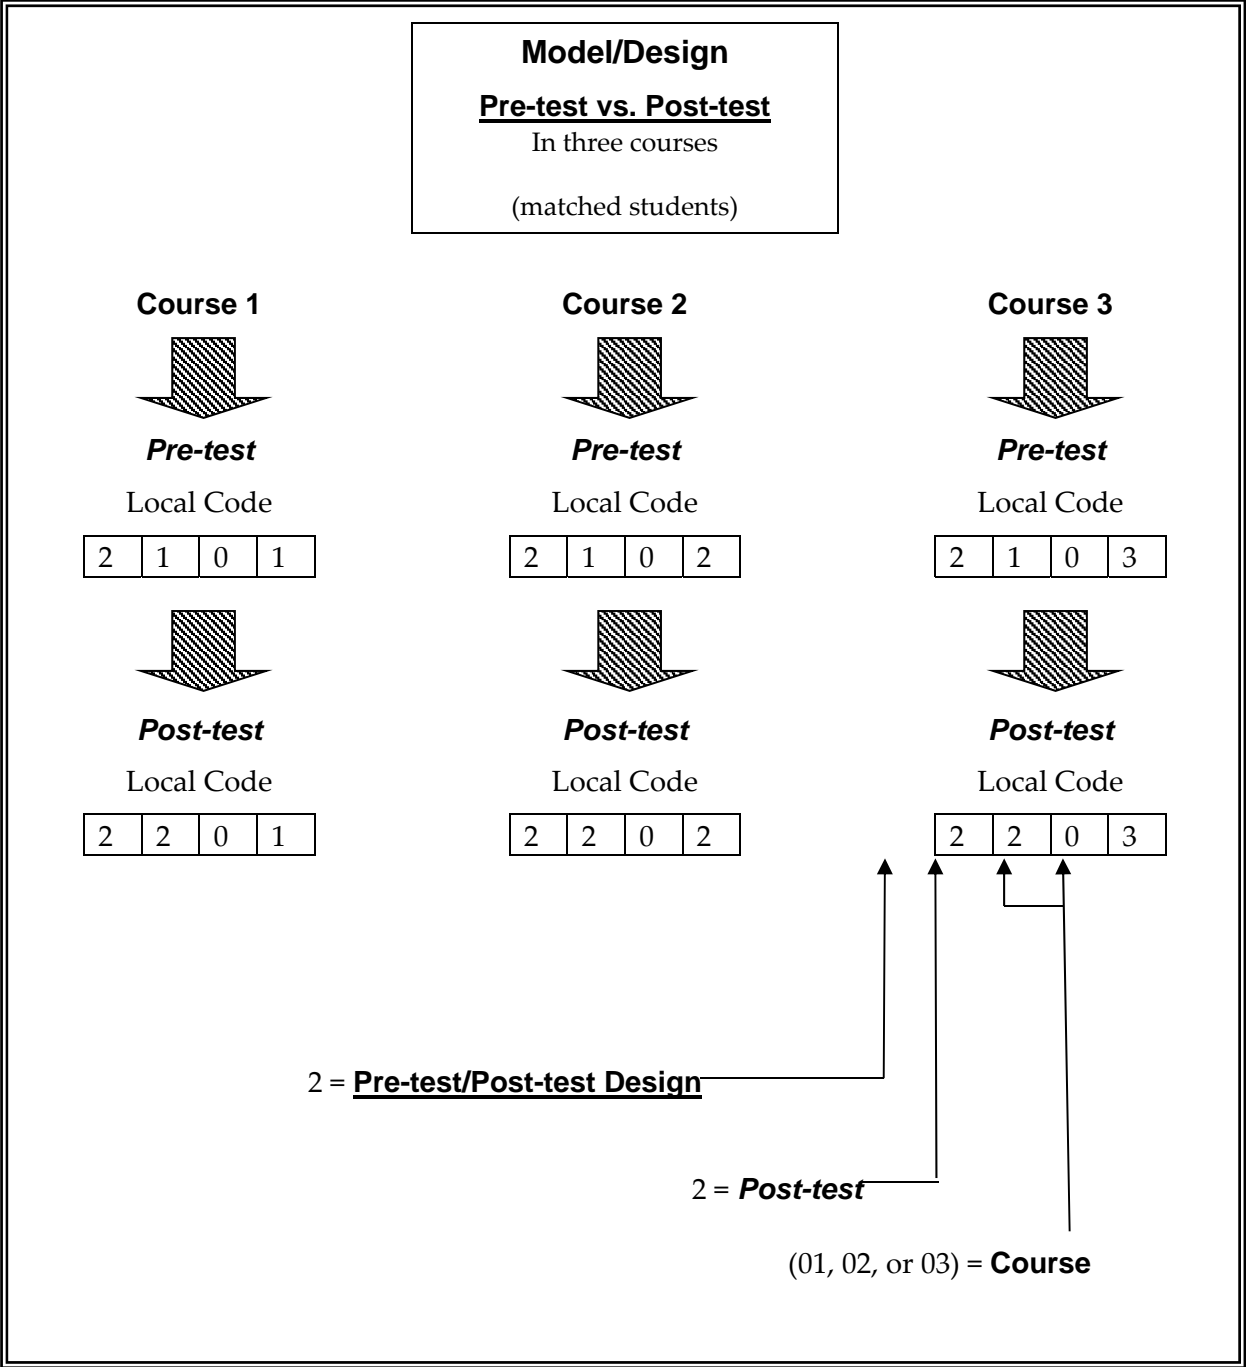 Model/Design
Pre-test vs. Post-test
In three courses
(matched students)
Course 1 Course 2 Course 3
Pre-test Pre-test Pre-test
Local Code Local Code Local Code
2 1 0 1 2 1 0 2 2 1 0 3
Post-test Post-test Post-test
Local Code Local Code Local Code
2 2 0 1 2 2 0 2 2 2 0 3
2 = Pre-test/Post-test Design
2 = Post-test
(01, 02, or 03) = Course